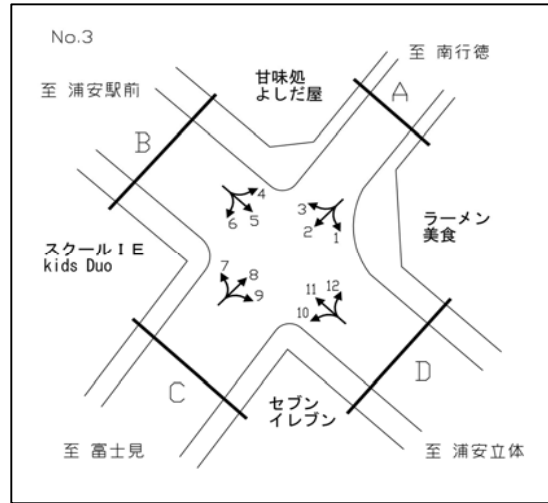 No.3
至 南行徳
甘味処
よしだ屋
A
至 浦安駅前
B
4
5
6
3
2
1
ラーメン
美食
スクールIE
kids Duo
7
8
9
11
12
10
D
C
セブン
イレブン
至 富士見
至 浦安立体